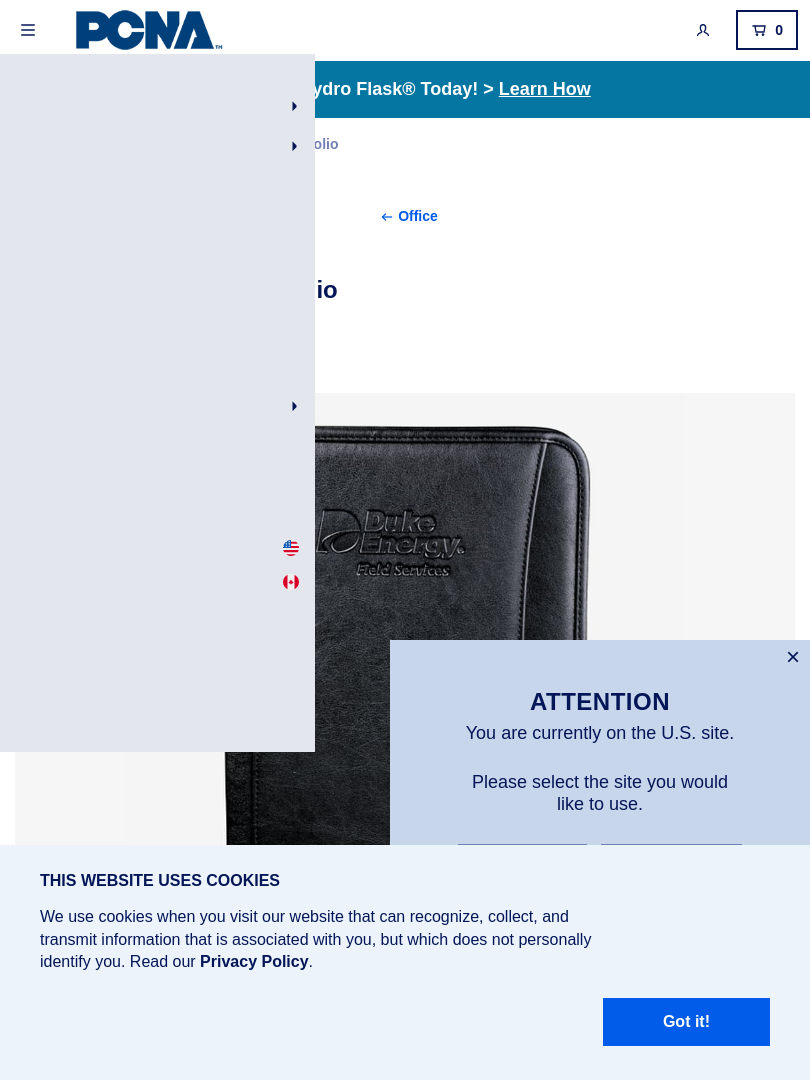 PCNA™
0
ydro Flask® Today! > Learn How
olio
← Office
io
Duke
Energy®
Field Services
×
ATTENTION
You are currently on the U.S. site.
Please select the site you would
like to use.
THIS WEBSITE USES COOKIES
We use cookies when you visit our website that can recognize, collect, and
transmit information that is associated with you, but which does not personally
identify you. Read our Privacy Policy.
Got it!